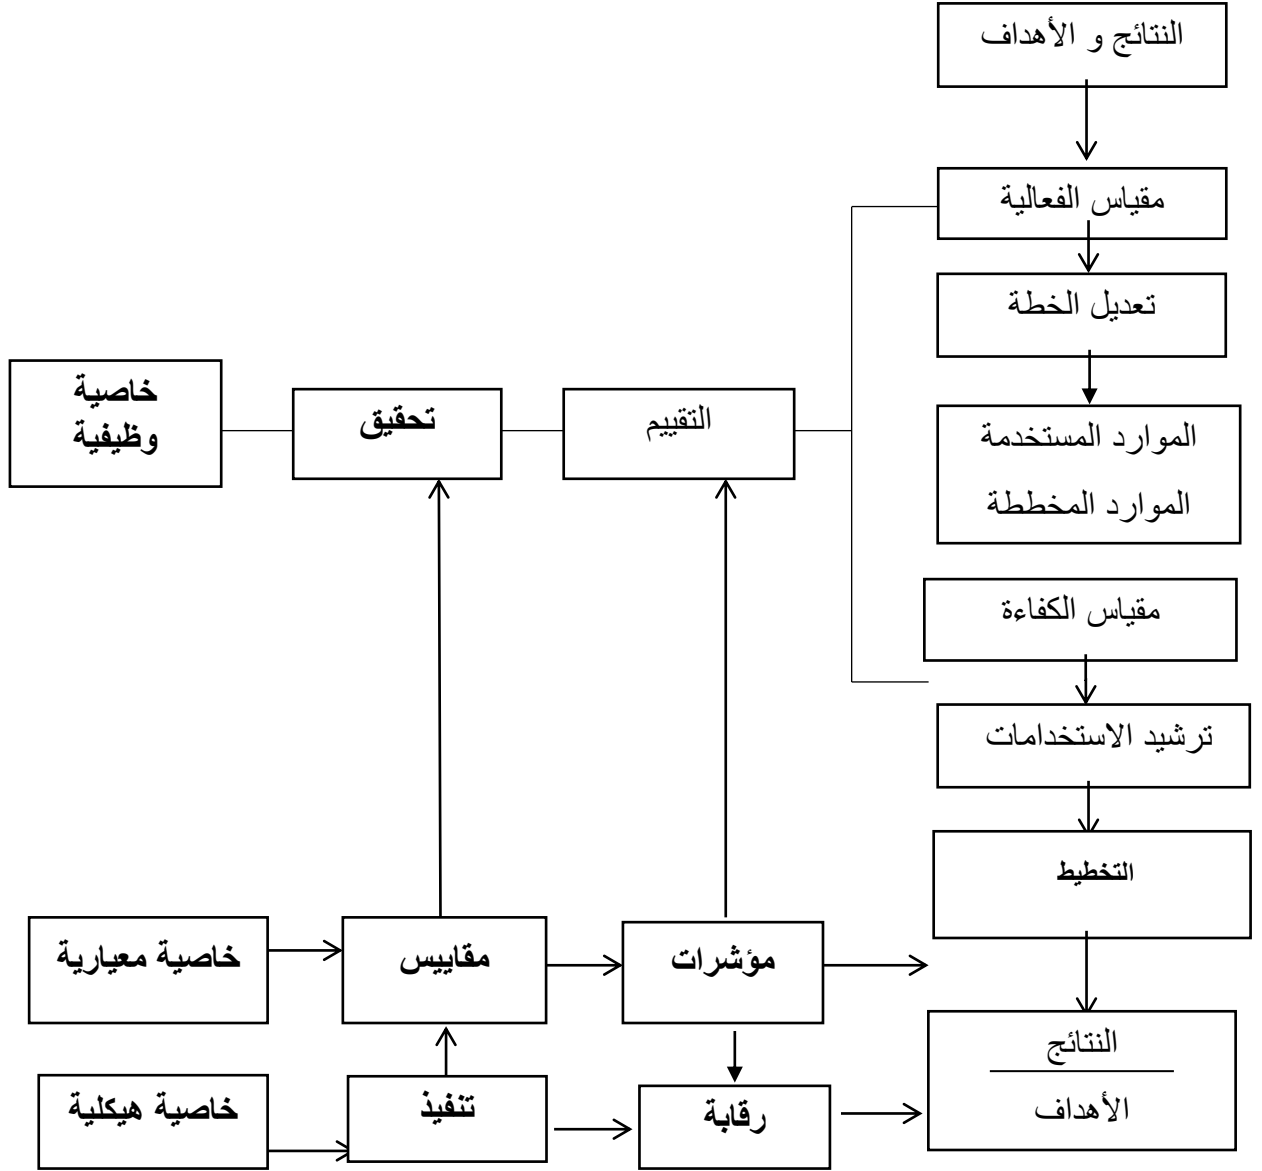 النتائج و الأهداف
مقياس الفعالية
تعديل الخطة
خاصية
وظيفية
تحقيق
التقييم
الموارد المستخدمة
الموارد المخططة
مقياس الكفاءة
ترشيد الاستخدامات
التخطيط
خاصية معيارية
مقاييس
مؤشرات
النتائج
الأهداف
خاصية هيكلية
تنفيذ
رقابة